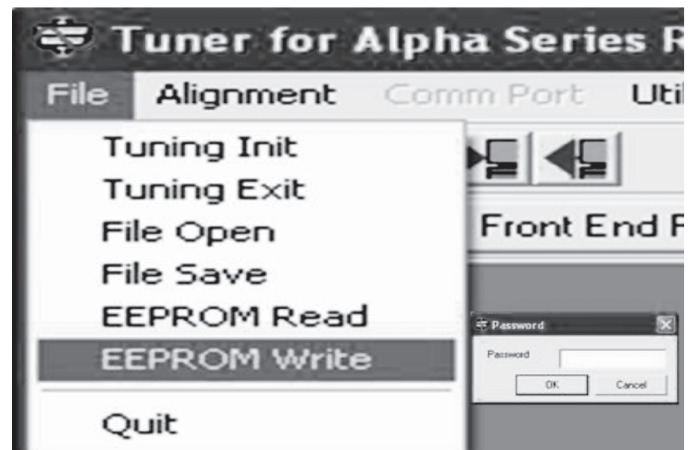 Tuner for Alpha Series R
File Alignment Comm Port Uti
Tuning Init
Tuning Exit
File Open
Front End F
File Save
EEPROM Read
EEPROM Write
Quit
Password
Password
OK Cancel